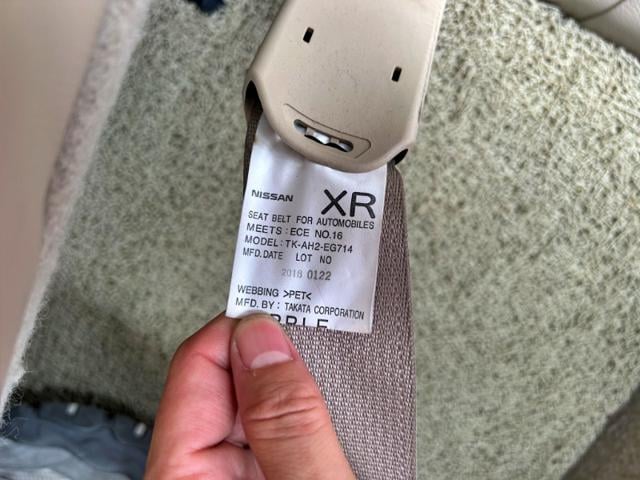 NISSAN XR
SEAT BELT FOR AUTOMOBILES
MEETS : ECE NO.16
MODEL : TK-AH2-EG714
MFD.DATE LOT NO
2018 0122
WEBBING >PET<
MFD. BY : TAKATA CORPORATION